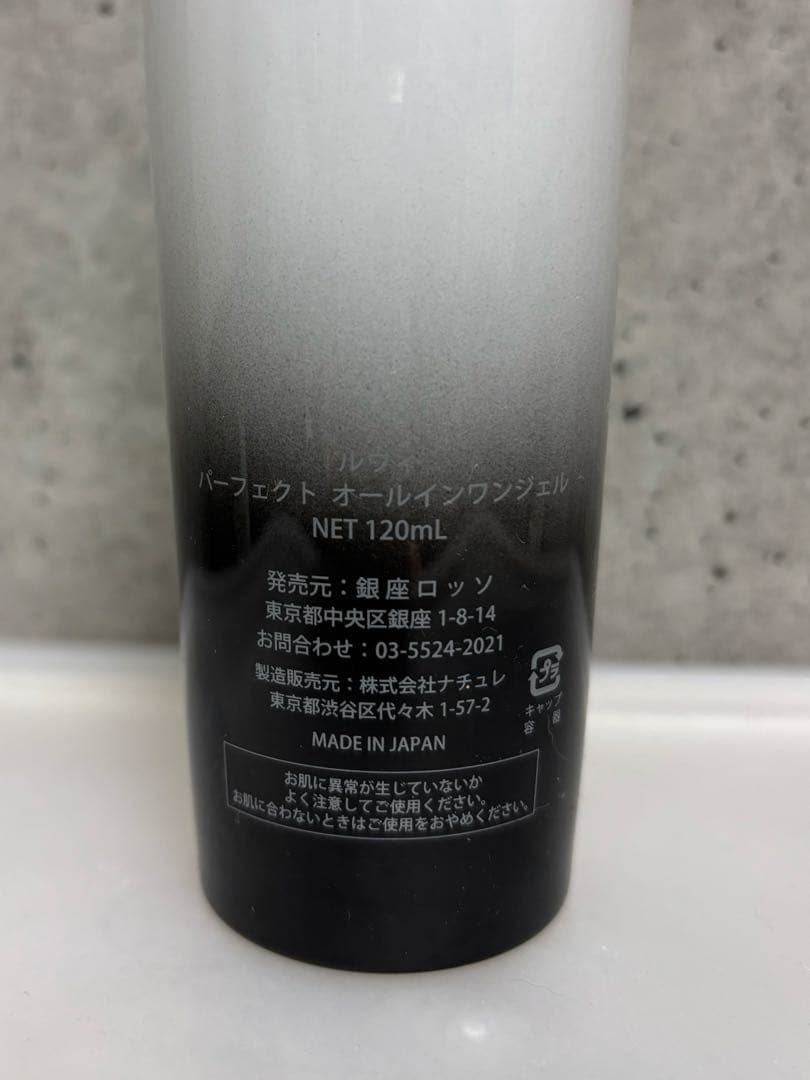 ルヴィ
パーフェクト オールインワンジェル
NET 120mL
発売元：銀座ロッソ
東京都中央区銀座 1-8-14
お問合わせ：03-5524-2021
製造販売元：株式会社ナチュレ
東京都渋谷区代々木 1-57-2
MADE IN JAPAN
プラ
キャップ
容器
お肌に異常が生じていないか
よく注意してご使用ください。
お肌に合わないときはご使用をおやめください。